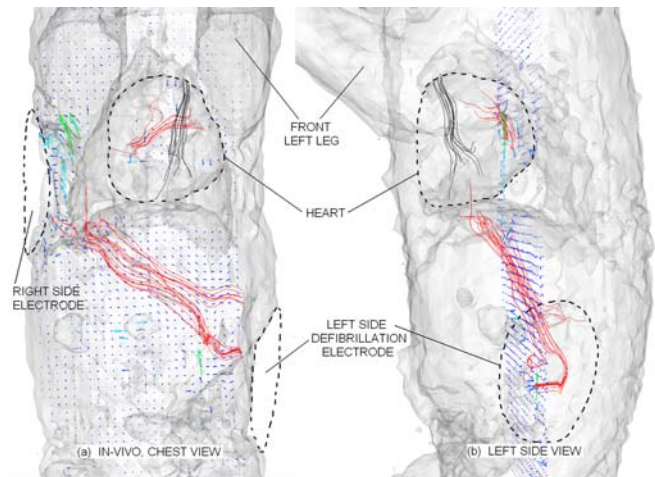 FRONT
LEFT LEG
HEART
RIGHT SIDE
ELECTRODE
LEFT SIDE
DEFIBRILLATION
ELECTRODE
(a) IN-VIVO, CHEST VIEW
(b) LEFT SIDE VIEW